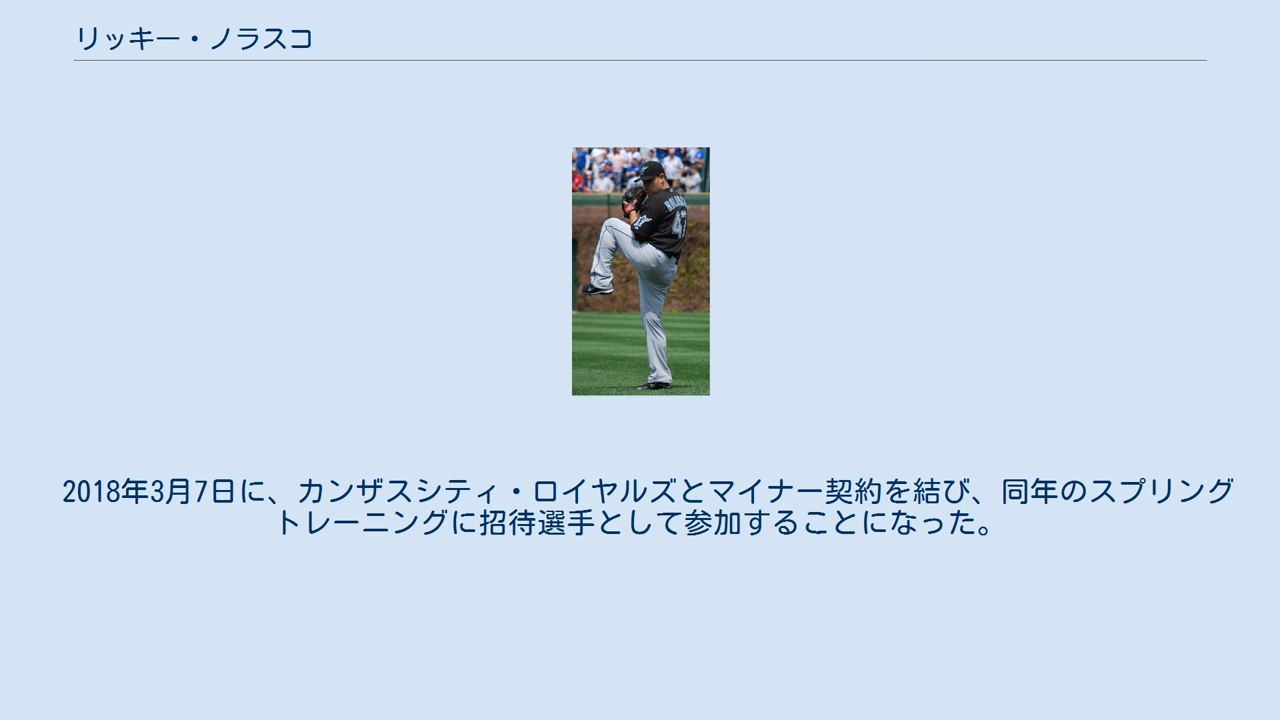 リッキー・ノラスコ
47
2018年3月7日に、カンザスシティ・ロイヤルズとマイナー契約を結び、同年のスプリング
トレーニングに招待選手として参加することになった。